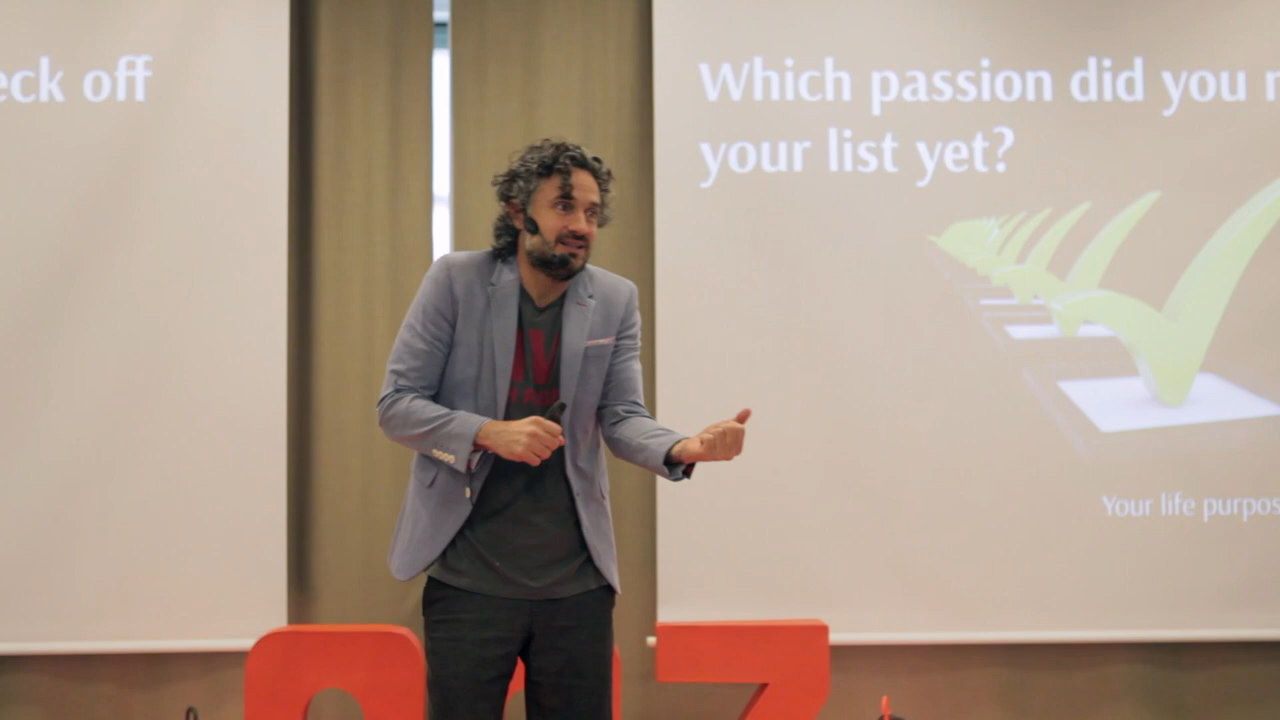 eck off
Which passion did you
your list yet?
Your life purpos